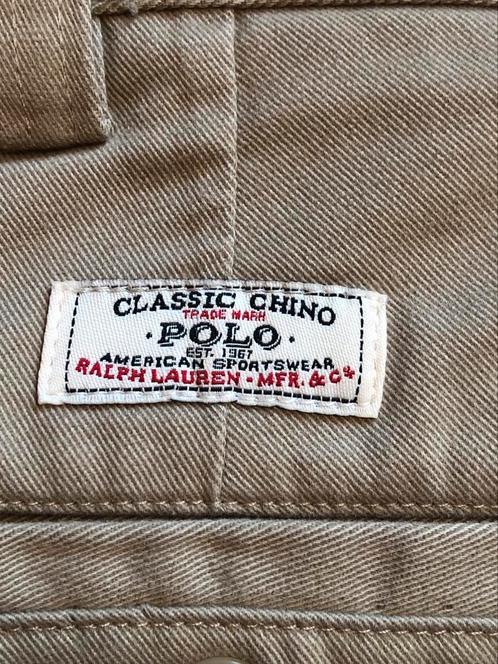 CLASSIC CHINO
TRADE MARK
·POLO·
EST. 1967
AMERICAN SPORTSWEAR
RALPH LAUREN · MFR. & Co